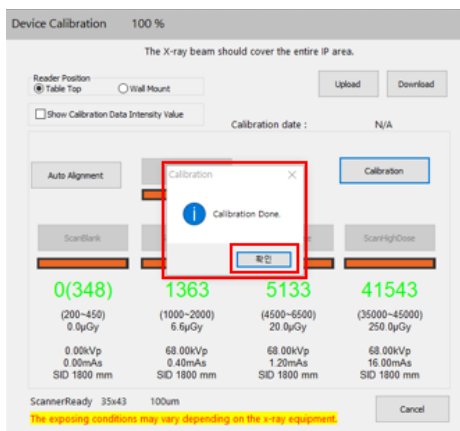 Device Calibration 100 %
The X-ray beam should cover the entire IP area.
Reader Position
Table Top Wall Mount
Upload Download
Show Calibration Data Intensity Value
Calibration date : N/A
Auto Alignment
Calibration
Calibration
Calibration Done.
확인
ScanBlank
ScanHighDose
0(348) 1363 5133 41543
(200~450) (1000~2000) (4500~6500) (35000~45000)
0.0μGy 6.6μGy 20.0μGy 250.0μGy
0.00kVp 68.00kVp 68.00kVp 68.00kVp
0.00mAs 0.40mAs 1.20mAs 16.00mAs
SID 1800 mm SID 1800 mm SID 1800 mm SID 1800 mm
ScannerReady 35x43 100um
The exposing conditions may vary depending on the x-ray equipment.
Cancel